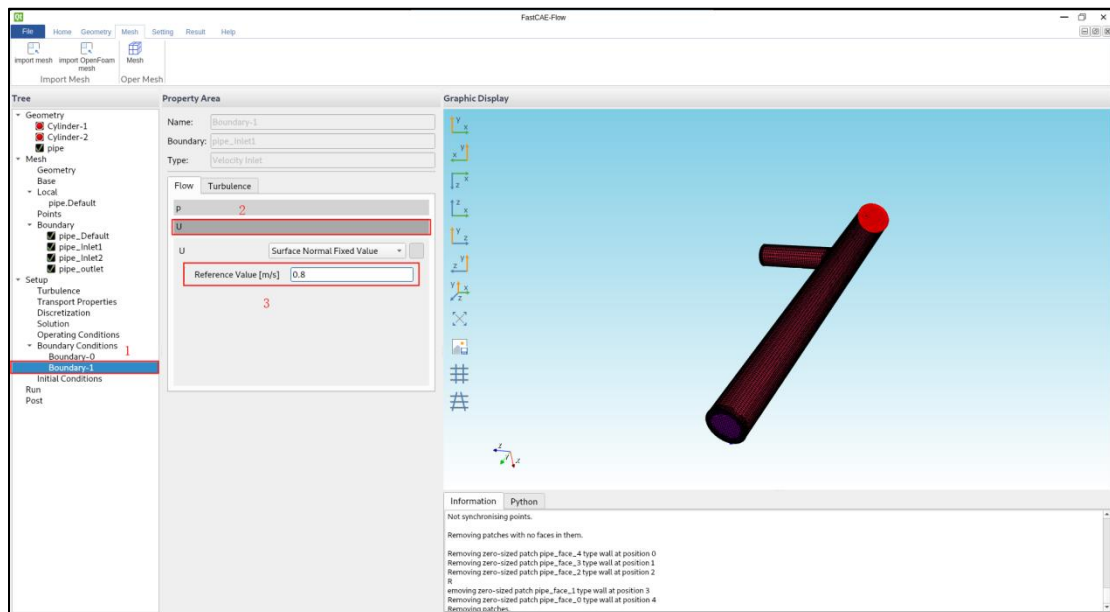 Qt
FastCAE-Flow
File Home Geometry Mesh Setting Result Help
import mesh import OpenFoam mesh Mesh
Import Mesh Oper Mesh
Tree
Geometry
Cylinder-1
Cylinder-2
pipe
Mesh
Geometry
Base
Local
pipe.Default
Points
Boundary
pipe_Default
pipe_Inlet1
pipe_Inlet2
pipe_outlet
Setup
Turbulence
Transport Properties
Discretization
Solution
Operating Conditions
Boundary Conditions
1
Boundary-0
Boundary-1
Initial Conditions
Run
Post
Property Area
Name: Boundary-1
Boundary: pipe_Inlet1
Type: Velocity Inlet
Flow Turbulence
p
2
U
U Surface Normal Fixed Value
Reference Value [m/s] 0.8
3
Graphic Display
Y x
x Y
z x
z x
Y z
z Y
Y x z
z Y
Information Python
Not synchronising points.
Removing patches with no faces in them.
Removing zero-sized patch pipe_face_4 type wall at position 0
Removing zero-sized patch pipe_face_3 type wall at position 1
Removing zero-sized patch pipe_face_2 type wall at position 2
R
emoving zero-sized patch pipe_face_1 type wall at position 3
Removing zero-sized patch pipe_face_0 type wall at position 4
Removing patches.